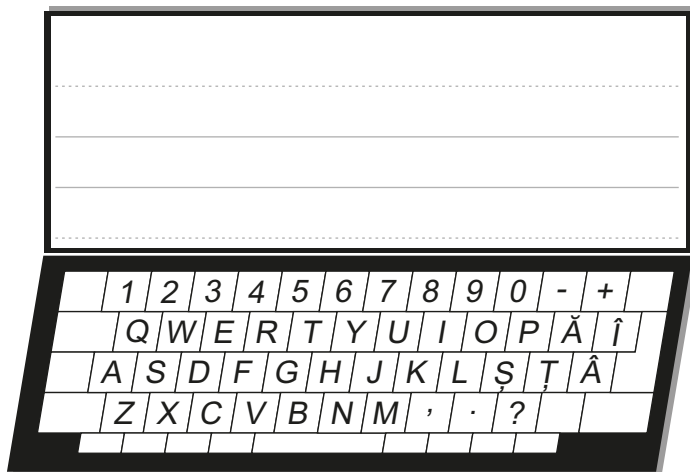 1 2 3 4 5 6 7 8 9 0 - +
Q W E R T Y U I O P Ă Î
A S D F G H J K L Ș Ț Â
Z X C V B N M , . ?